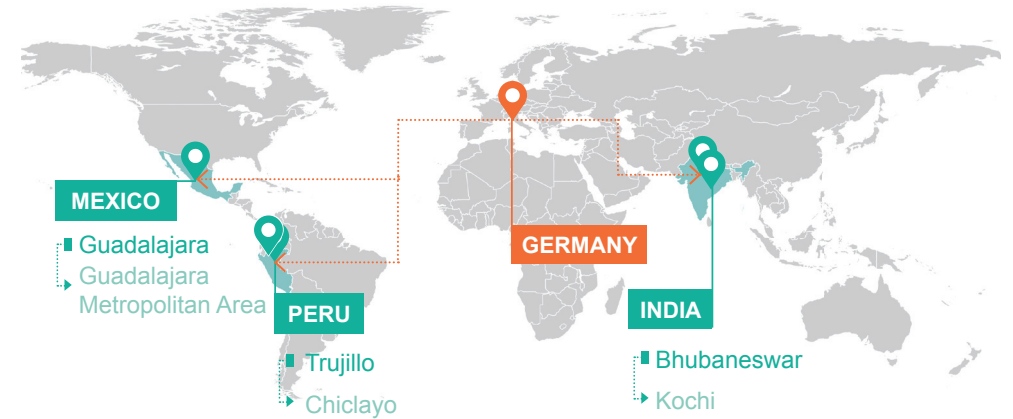 MEXICO
Guadalajara
Guadalajara
Metropolitan Area
PERU
Trujillo
Chiclayo
GERMANY
INDIA
Bhubaneswar
Kochi